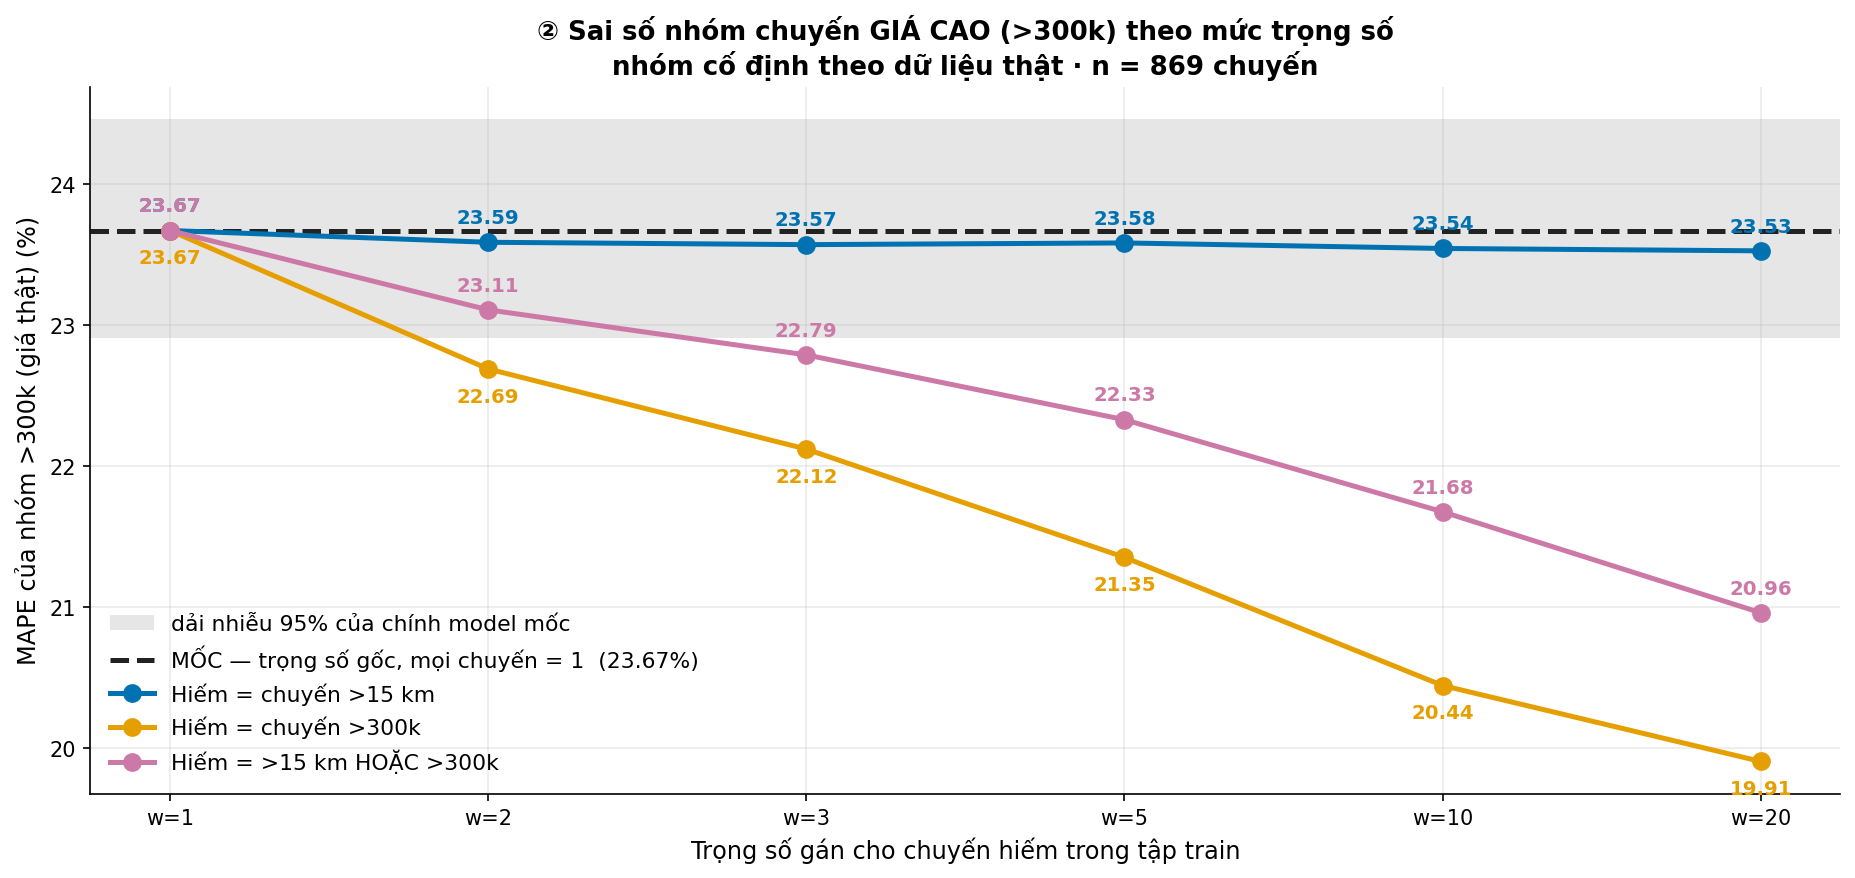 ② Sai số nhóm chuyến GIÁ CAO (>300k) theo mức trọng số
nhóm cố định theo dữ liệu thật · n = 869 chuyến
MAPE của nhóm >300k (giá thật) (%)
24
23
22
21
20
23.67
23.67
23.59
23.57
23.58
23.54
23.53
23.11
22.79
22.33
21.68
20.96
22.69
22.12
21.35
20.44
19.91
dải nhiễu 95% của chính model mốc
MỐC — trọng số gốc, mọi chuyến = 1  (23.67%)
Hiếm = chuyến >15 km
Hiếm = chuyến >300k
Hiếm = >15 km HOẶC >300k
w=1
w=2
w=3
w=5
w=10
w=20
Trọng số gán cho chuyến hiếm trong tập train